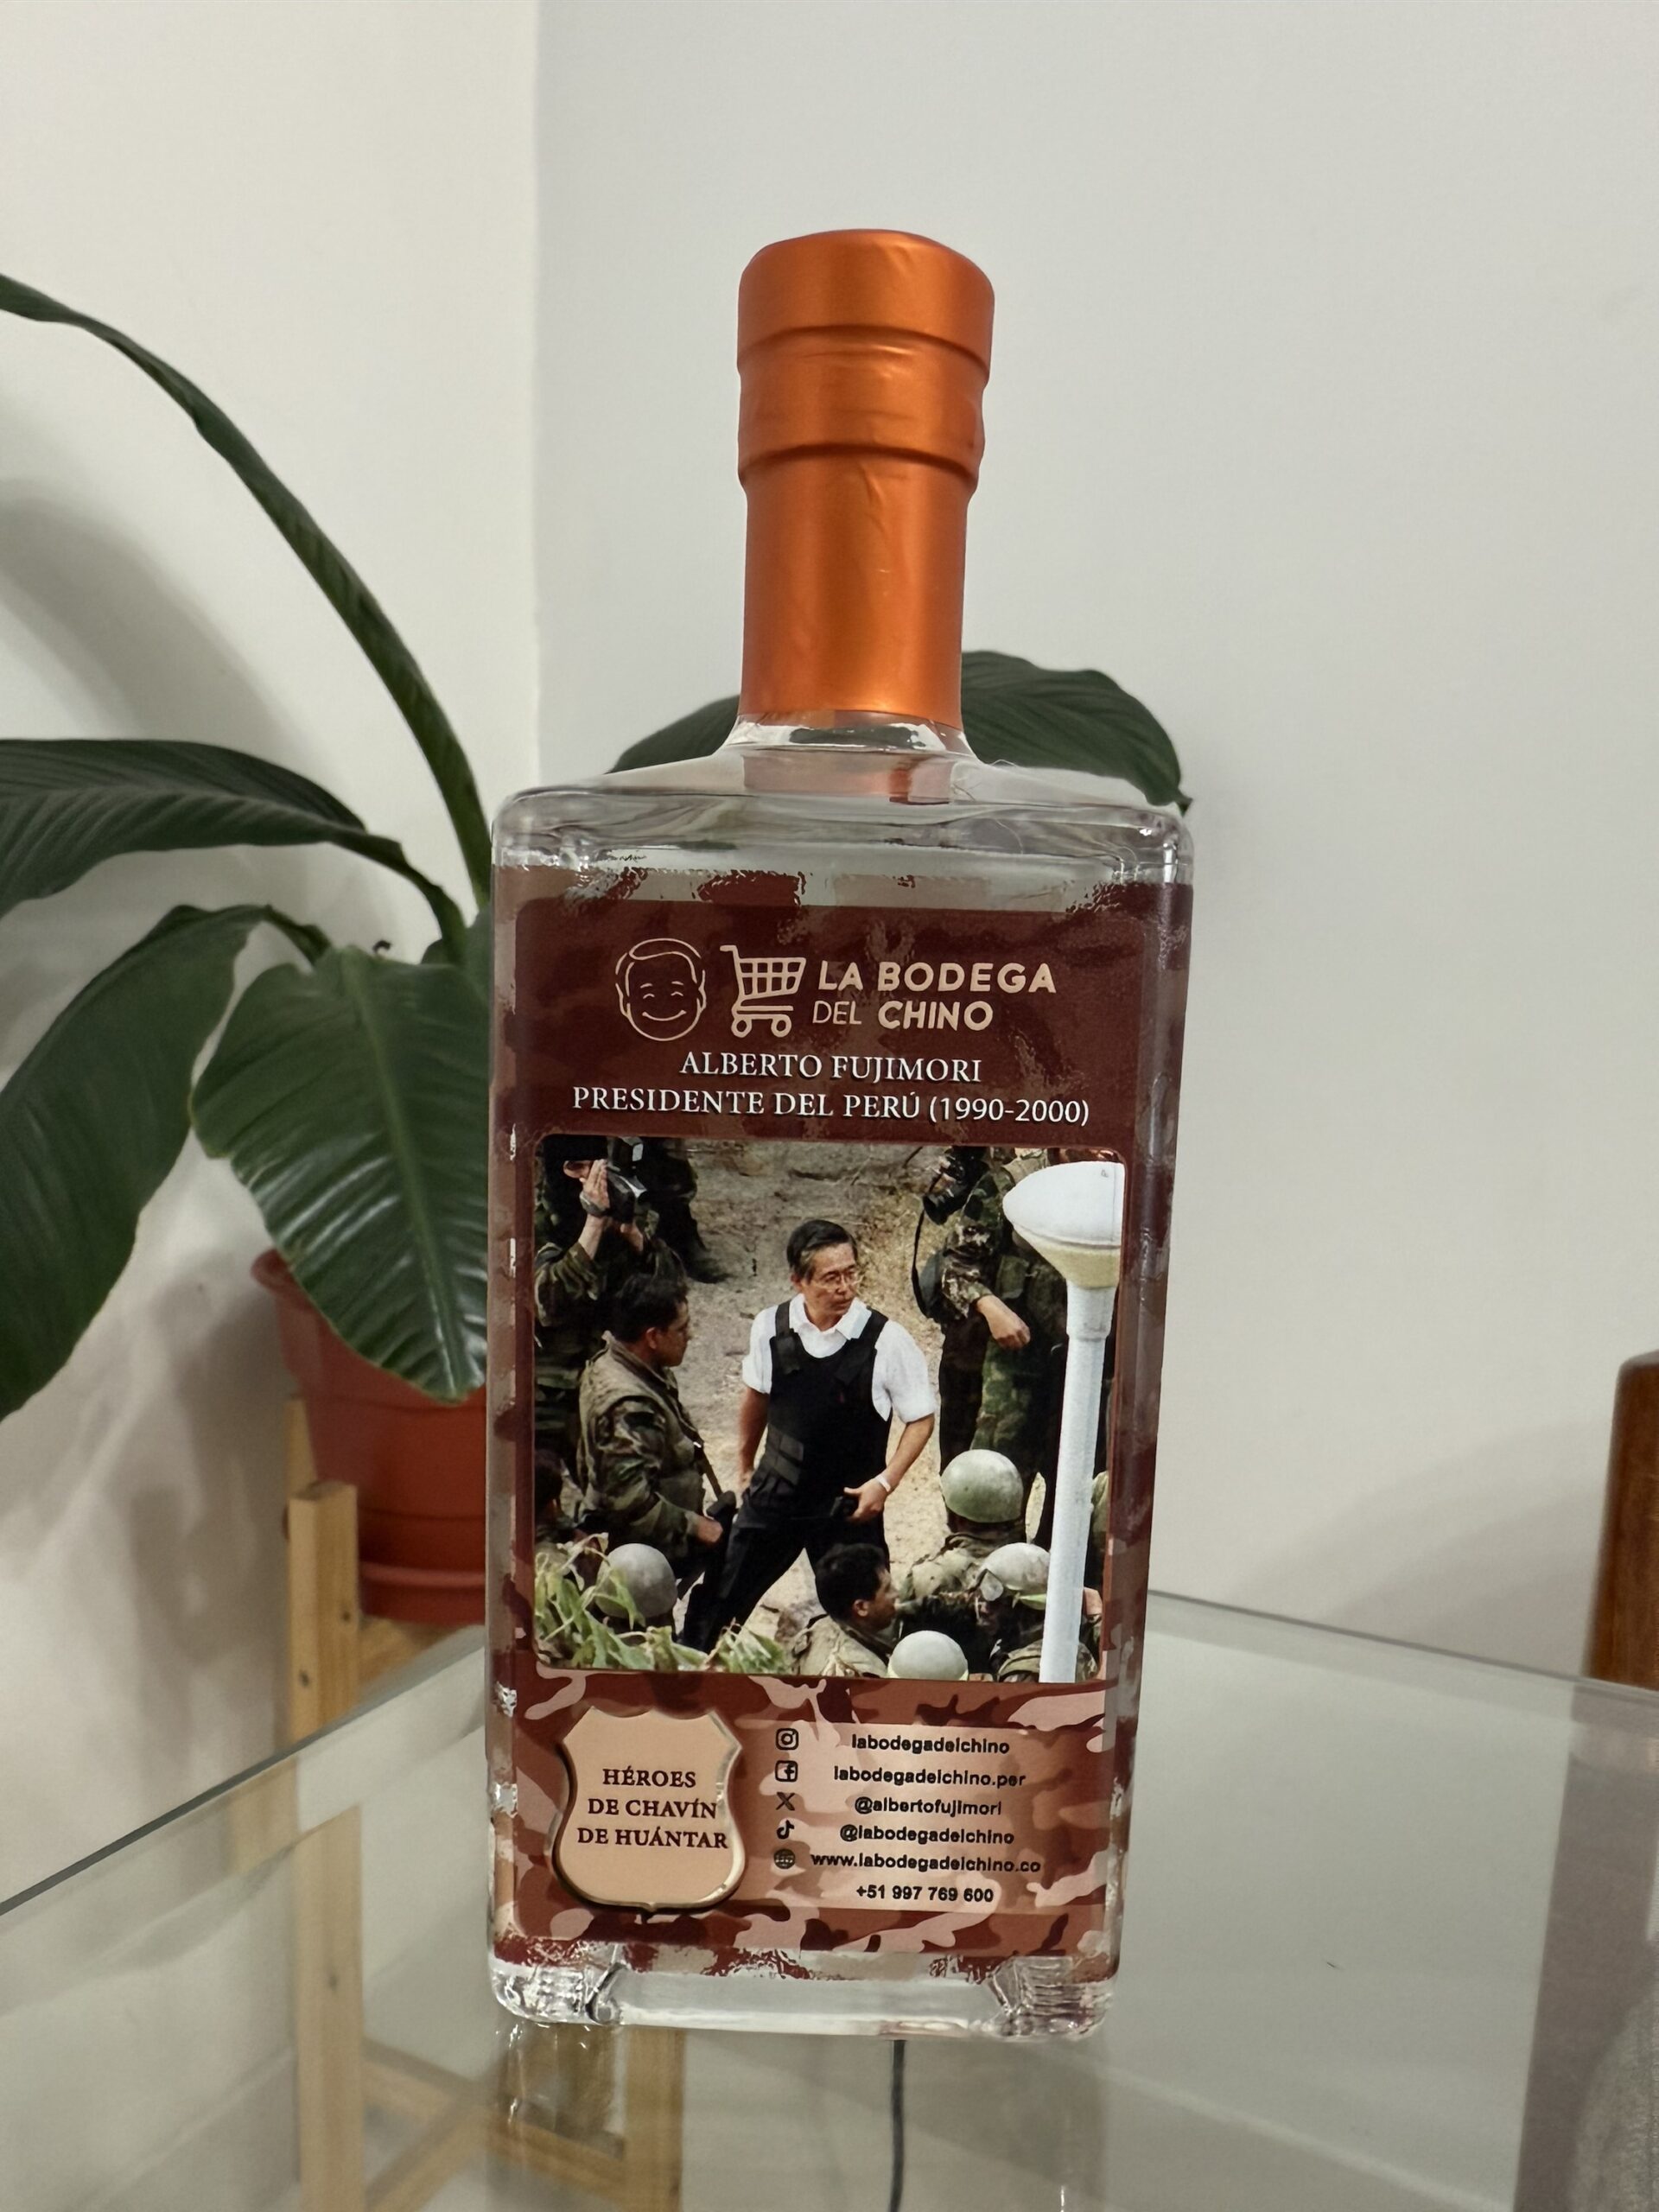 LA BODEGA
DEL CHINO
ALBERTO FUJIMORI
PRESIDENTE DEL PERÚ (1990-2000)
HÉROES
DE CHAVÍN
DE HUÁNTAR
labodegadelchino
labodegadelchino.per
@albertofujimori
@labodegadelchino
www.labodegadelchino.co
+51 997 769 600